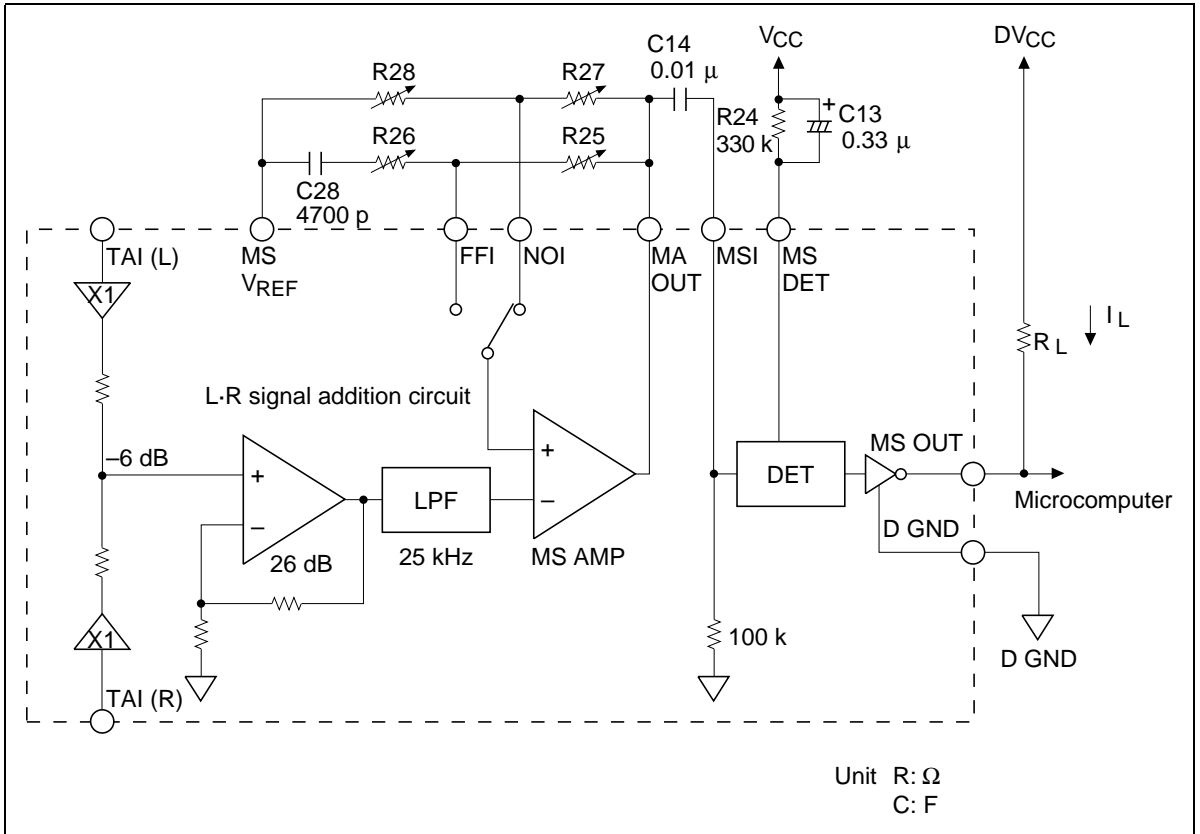 VCC
DVCC
C14
0.01 μ
R28
R27
R24
330 k
+
C13
0.33 μ
R26
R25
C28
4700 p
TAI (L)
MS
VREF
FFI
NOI
MA
OUT
MSI
MS
DET
X1
IL
RL
L·R signal addition circuit
–6 dB
+
–
26 dB
LPF
25 kHz
+
–
MS AMP
DET
MS OUT
Microcomputer
D GND
X1
100 k
D GND
TAI (R)
Unit R: Ω
C: F